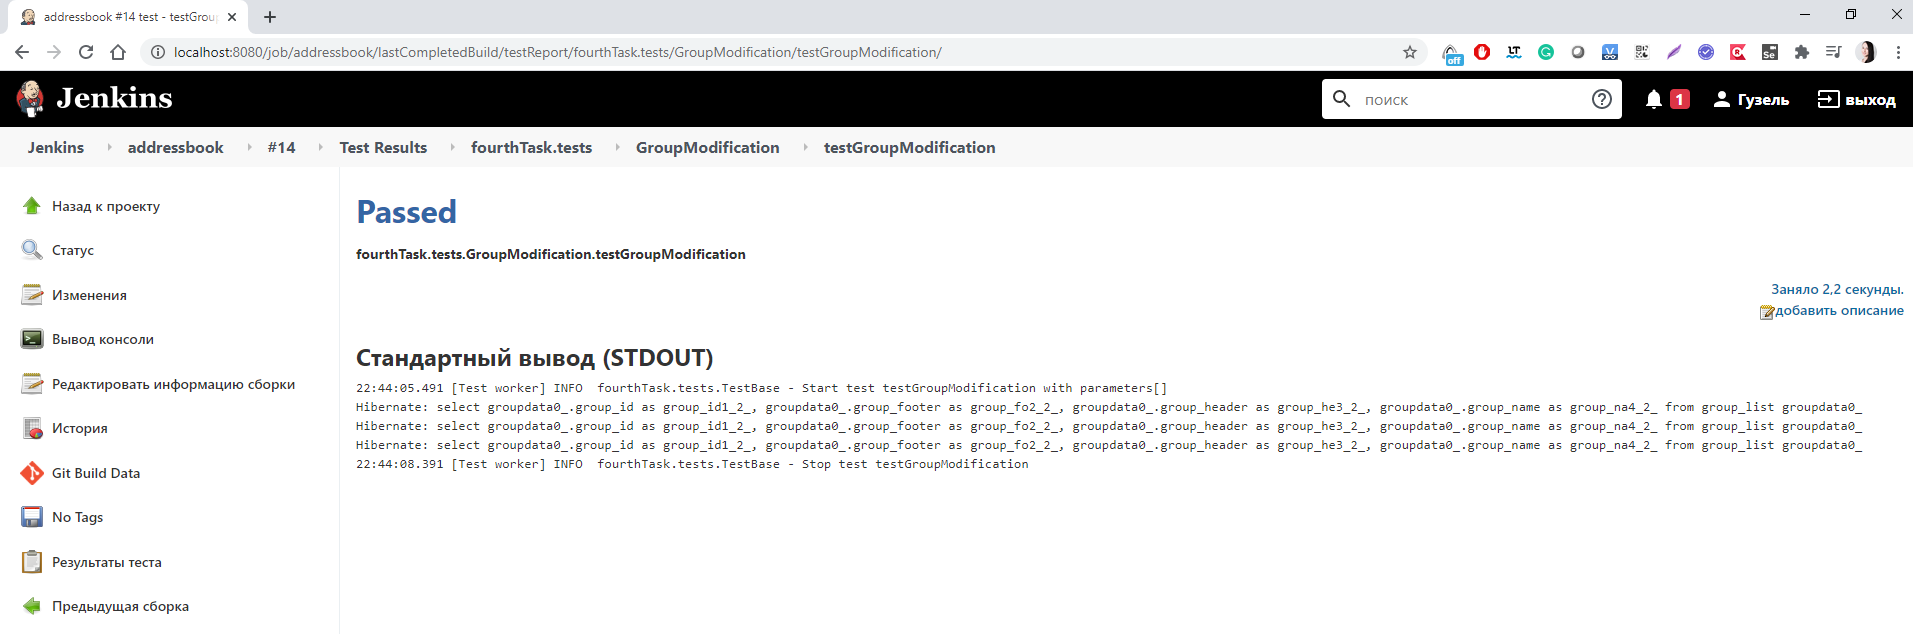 addressbook #14 test - testGrou
localhost:8080/job/addressbook/lastCompletedBuild/testReport/fourthTask.tests/GroupModification/testGroupModification/
off
LT
Se
Jenkins
поиск
1
Гузель
выход
Jenkins
addressbook
#14
Test Results
fourthTask.tests
GroupModification
testGroupModification
Назад к проекту
Статус
Изменения
Вывод консоли
Редактировать информацию сборки
История
Git Build Data
No Tags
Результаты теста
Предыдущая сборка
Passed
fourthTask.tests.GroupModification.testGroupModification
Заняло 2,2 секунды.
добавить описание
Стандартный вывод (STDOUT)
22:44:05.491 [Test worker] INFO  fourthTask.tests.TestBase - Start test testGroupModification with parameters[]
Hibernate: select groupdata0_.group_id as group_id1_2_, groupdata0_.group_footer as group_fo2_2_, groupdata0_.group_header as group_he3_2_, groupdata0_.group_name as group_na4_2_ from group_list groupdata0_
Hibernate: select groupdata0_.group_id as group_id1_2_, groupdata0_.group_footer as group_fo2_2_, groupdata0_.group_header as group_he3_2_, groupdata0_.group_name as group_na4_2_ from group_list groupdata0_
Hibernate: select groupdata0_.group_id as group_id1_2_, groupdata0_.group_footer as group_fo2_2_, groupdata0_.group_header as group_he3_2_, groupdata0_.group_name as group_na4_2_ from group_list groupdata0_
22:44:08.391 [Test worker] INFO  fourthTask.tests.TestBase - Stop test testGroupModification